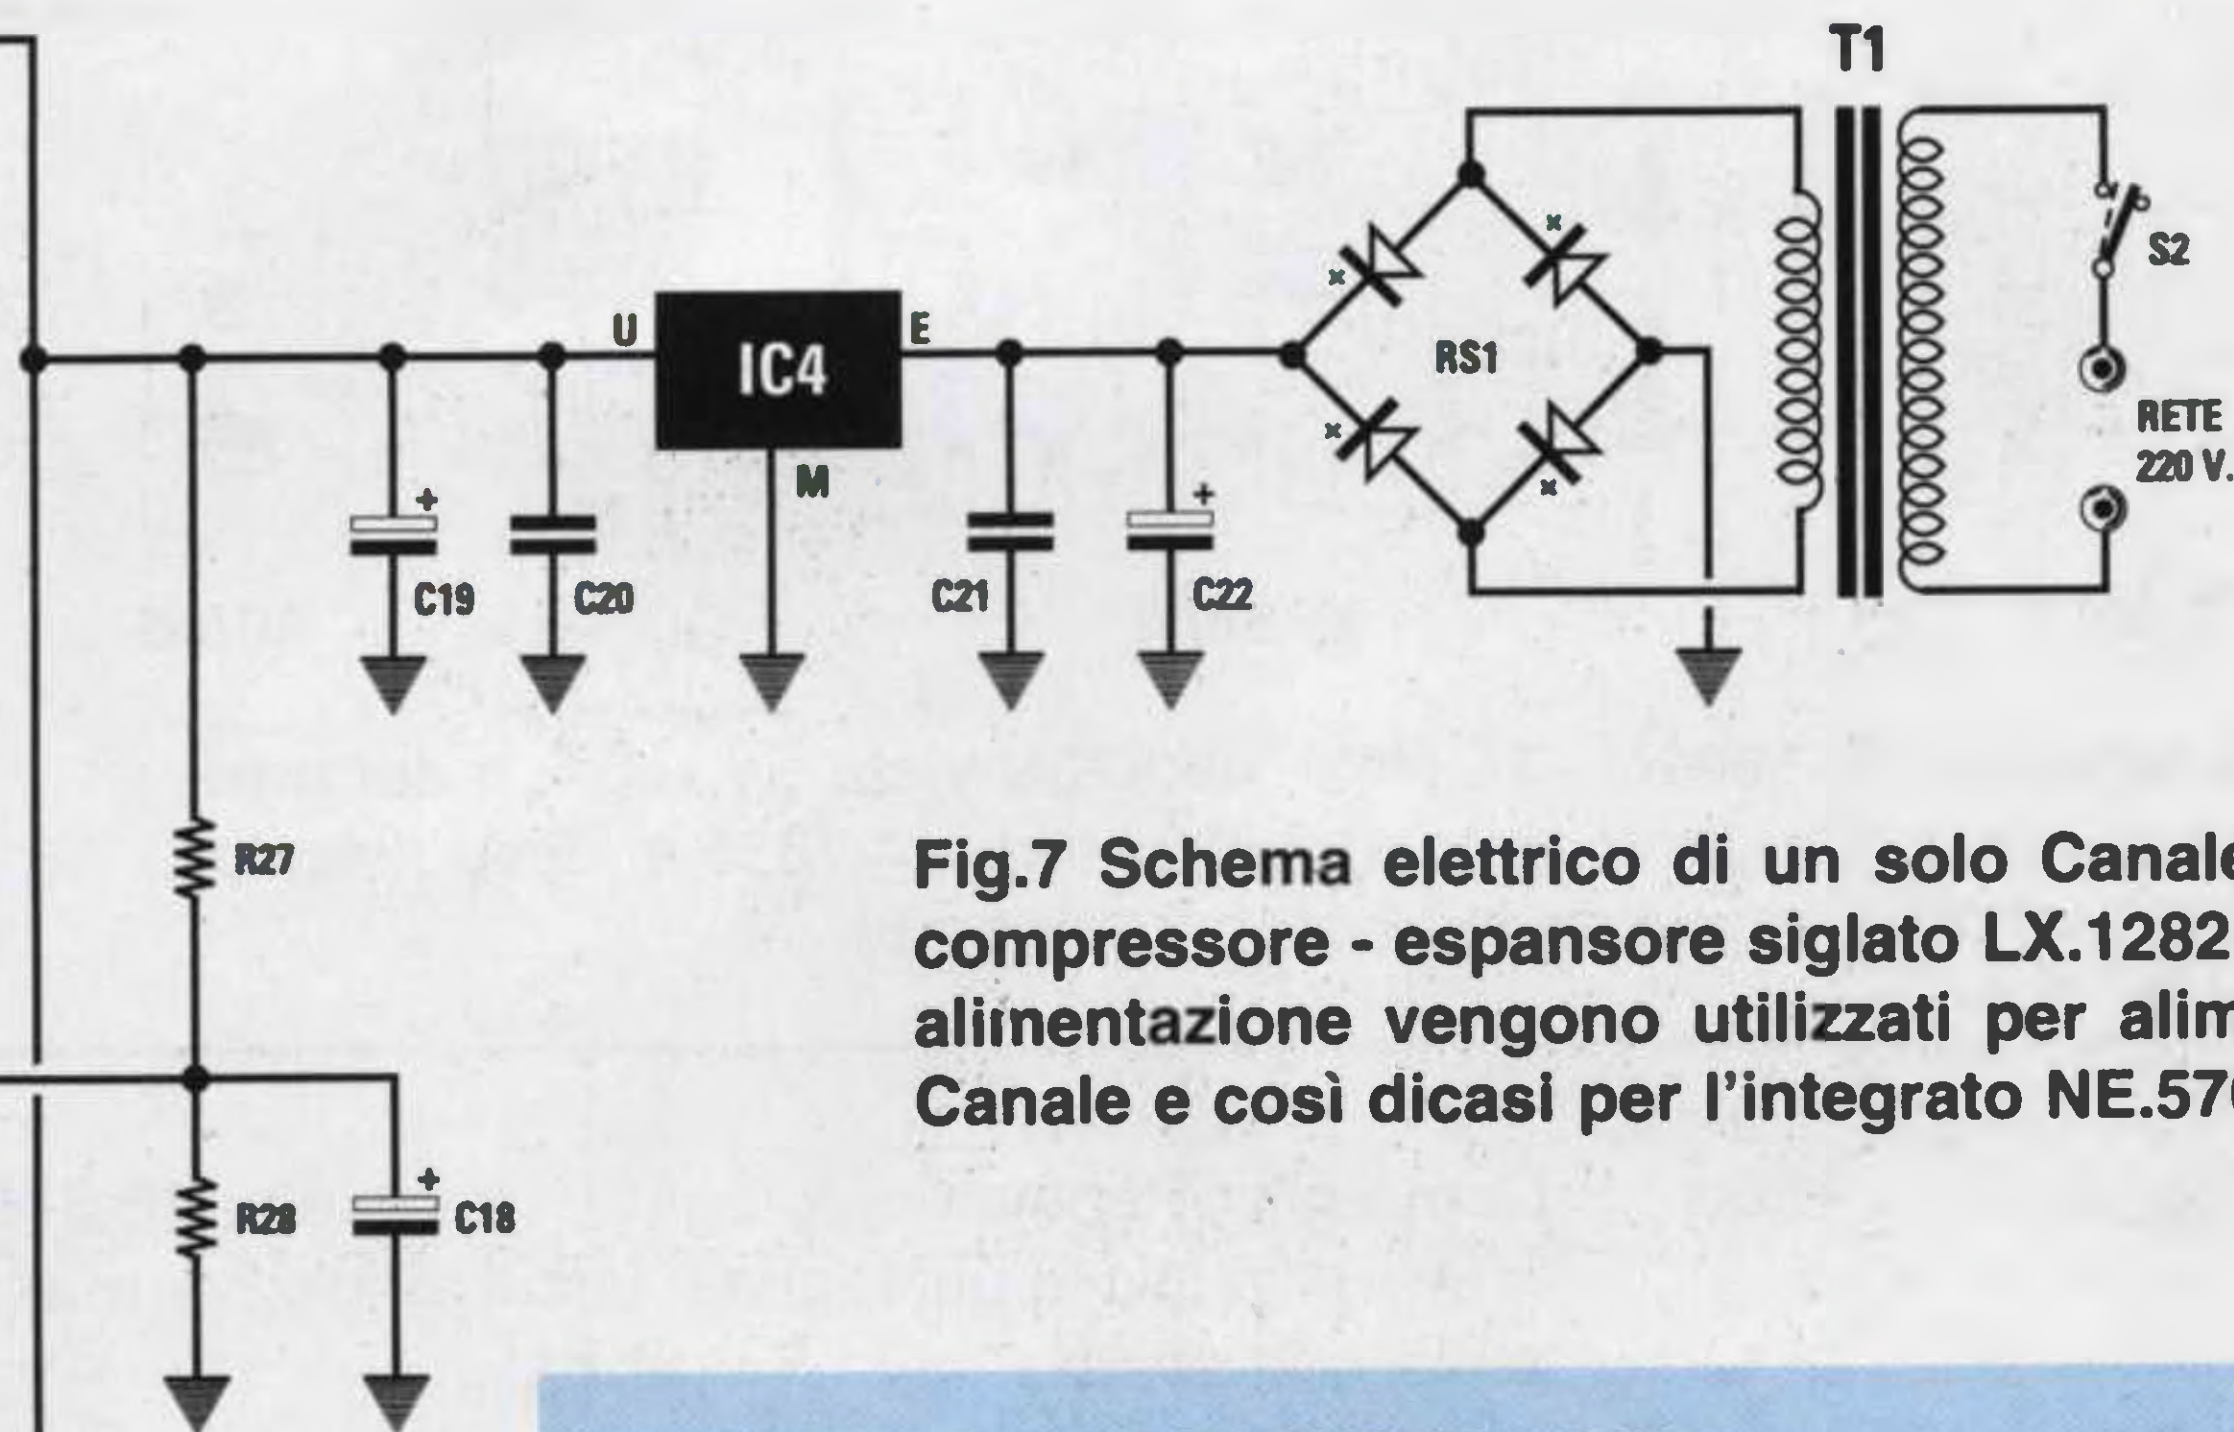 T1
S2
U
E
IC4
RS1
M
RETE
220 V.
+
+
C19
C20
C21
C22
R27
Fig.7 Schema elettrico di un solo Canale
compressore - espansore siglato LX.1282
alimentazione vengono utilizzati per
Canale e così dicasi per l'integrato
+
R28
C18